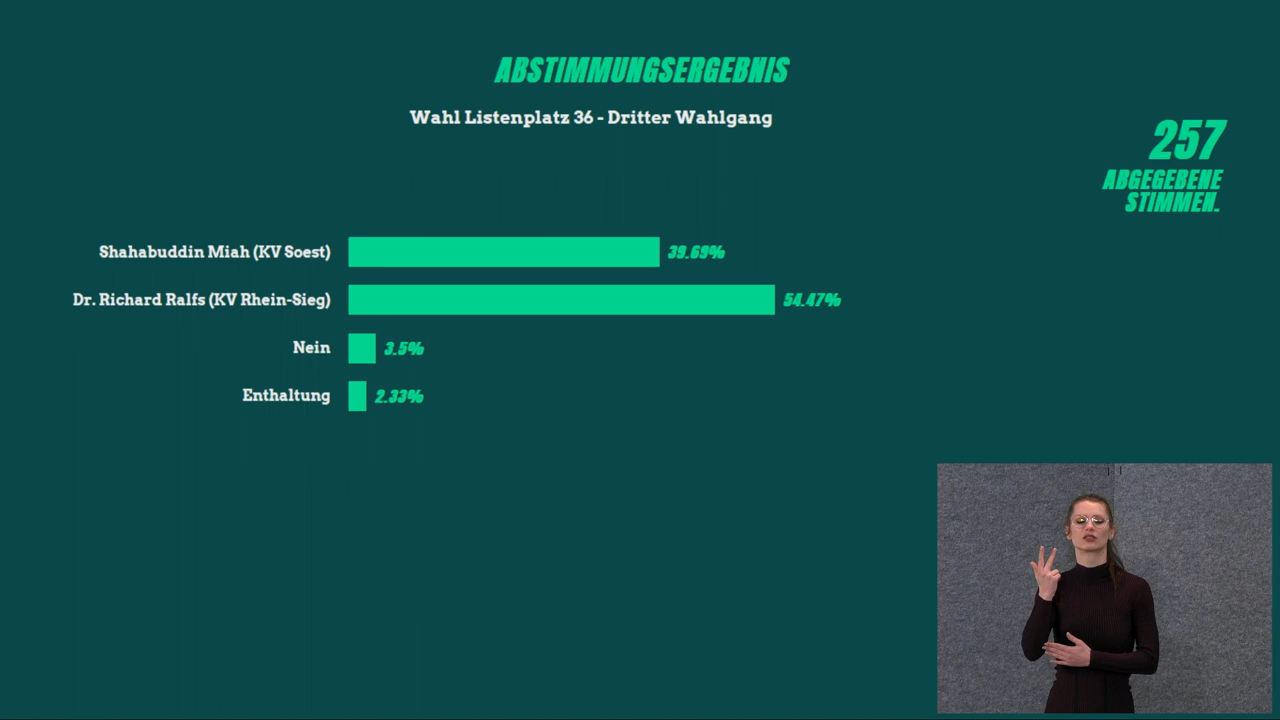 ABSTIMMUNGSERGEBNIS
Wahl Listenplatz 36 - Dritter Wahlgang
257
ABGEGEBENE
STIMMEN.
Shahabuddin Miah (KV Soest) 39.69%
Dr. Richard Ralfs (KV Rhein-Sieg) 54.47%
Nein 3.5%
Enthaltung 2.33%